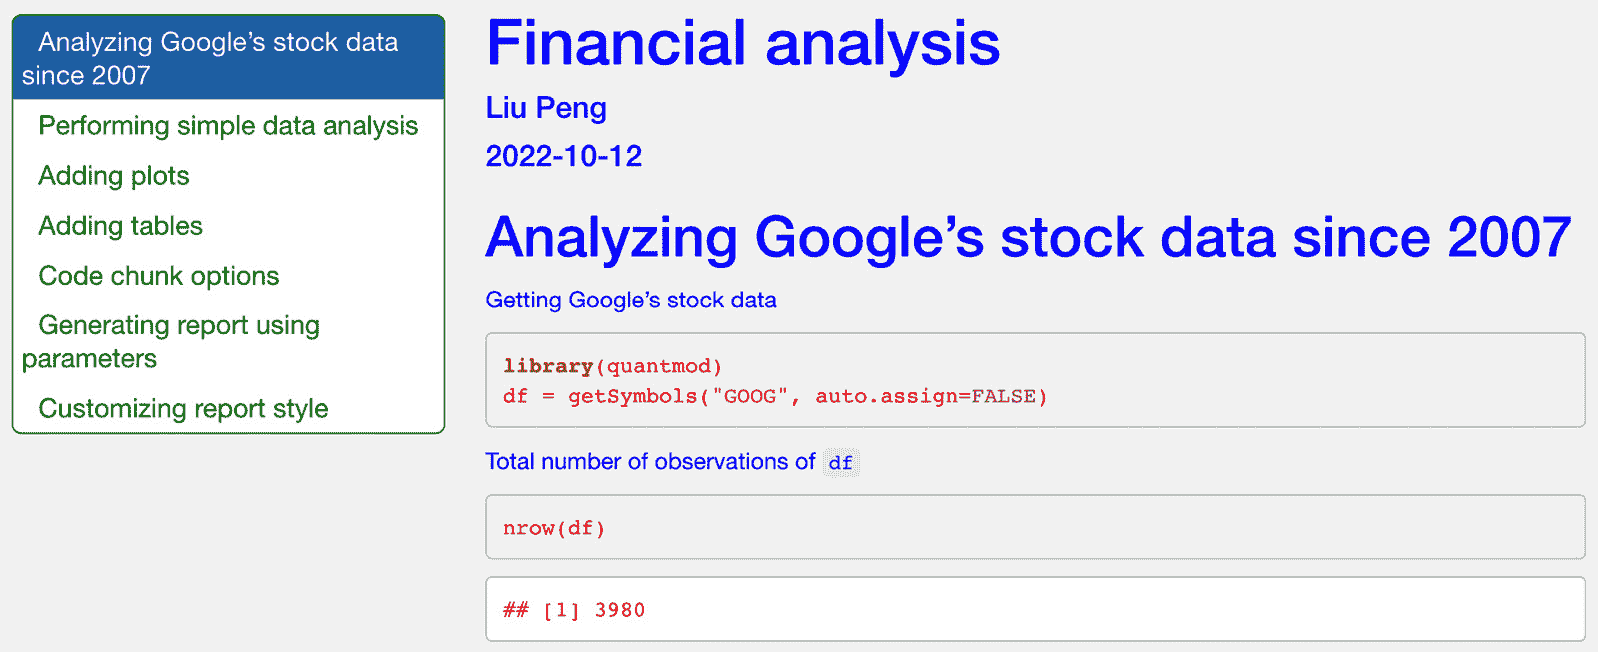 Analyzing Google’s stock data
since 2007
Performing simple data analysis
Adding plots
Adding tables
Code chunk options
Generating report using
parameters
Customizing report style
Financial analysis
Liu Peng
2022-10-12
Analyzing Google’s stock data since 2007
Getting Google’s stock data
library(quantmod)
df = getSymbols("GOOG", auto.assign=FALSE)
Total number of observations of df
nrow(df)
## [1] 3980